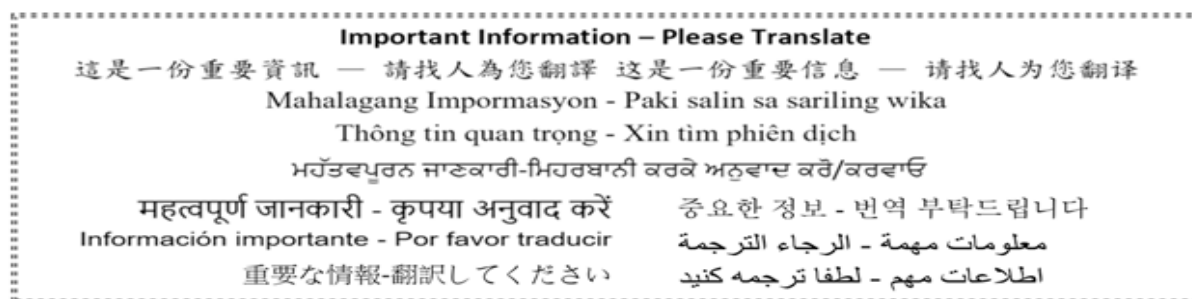 Important Information – Please Translate
這是一份重要資訊 — 請找人為您翻譯 这是一份重要信息 — 请找人为您翻译
Mahalagang Impormasyon - Paki salin sa sariling wika
Thông tin quan trọng - Xin tìm phiên dịch
ਮਹੱਤਵਪੂਰਨ ਜਾਣਕਾਰੀ-ਮਿਹਰਬਾਨੀ ਕਰਕੇ ਅਨੁਵਾਦ ਕਰੋ/ਕਰਵਾਓ
महत्वपूर्ण जानकारी - कृपया अनुवाद करें
중요한 정보 - 번역 부탁드립니다
Información importante - Por favor traducir
معلومات مهمة - الرجاء الترجمة
重要な情報-翻訳してください
اطلاعات مهم - لطفا ترجمه کنید